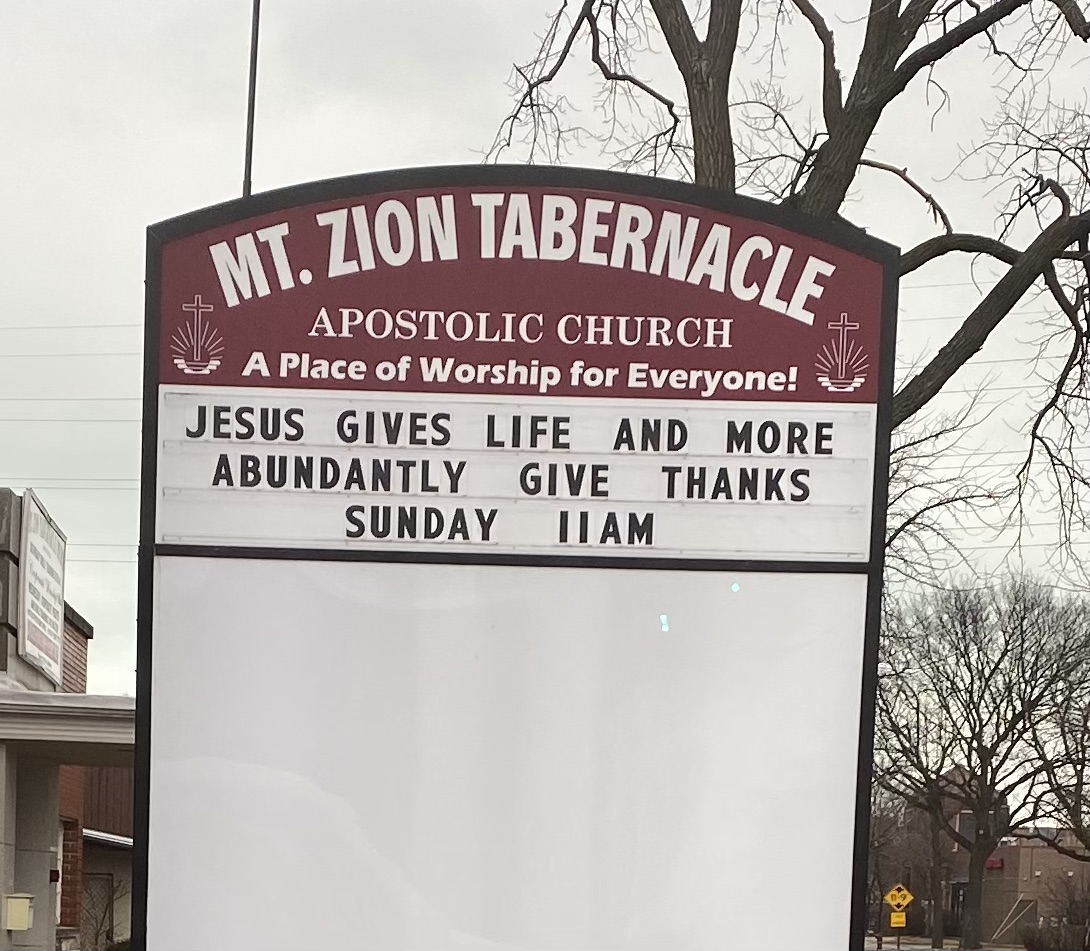 MT. ZION TABERNACLE
APOSTOLIC CHURCH
A Place of Worship for Everyone!
JESUS GIVES LIFE AND MORE
ABUNDANTLY GIVE THANKS
SUNDAY 11AM